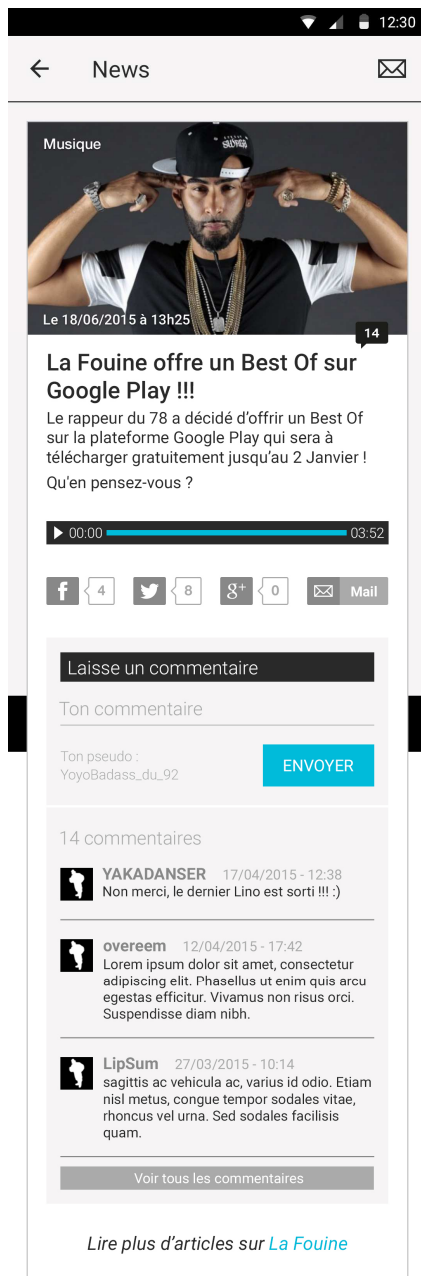 12:30
News
Musique
Le 18/06/2015 à 13h25
14
La Fouine offre un Best Of sur
Google Play !!!
Le rappeur du 78 a décidé d'offrir un Best Of
sur la plateforme Google Play qui sera à
télécharger gratuitement jusqu'au 2 Janvier !
Qu'en pensez-vous ?
00:00 03:52
f 4 8 g+ 0 Mail
Laisse un commentaire
Ton commentaire
Ton pseudo :
YoyoBadass_du_92
ENVOYER
14 commentaires
YAKADANSER 17/04/2015 - 12:38
Non merci, le dernier Lino est sorti !!! :)
overeem 12/04/2015 - 17:42
Lorem ipsum dolor sit amet, consectetur
adipiscing elit. Phasellus ut enim quis arcu
egestas efficitur. Vivamus non risus orci.
Suspendisse diam nibh.
LipSum 27/03/2015 - 10:14
sagittis ac vehicula ac, varius id odio. Etiam
nisl metus, congue tempor sodales vitae,
rhoncus vel urna. Sed sodales facilisis
quam.
Voir tous les commentaires
Lire plus d'articles sur La Fouine